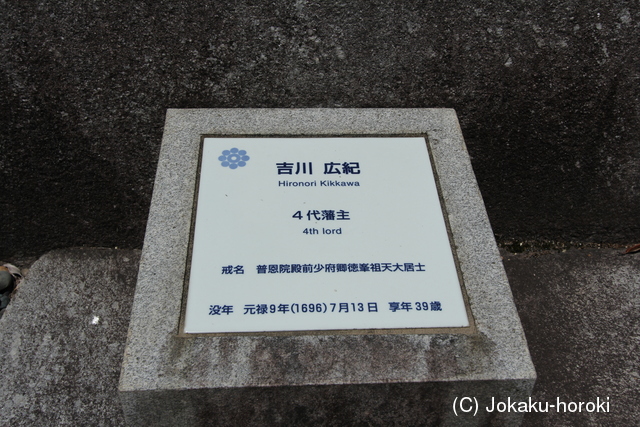 吉川 広紀
Hironori Kikkawa
4代藩主
4th lord
戒名 普恩院殿前少府卿徳峯祖天大居士
没年 元禄9年(1696)7月13日 享年39歳
(C) Jokaku-horoki